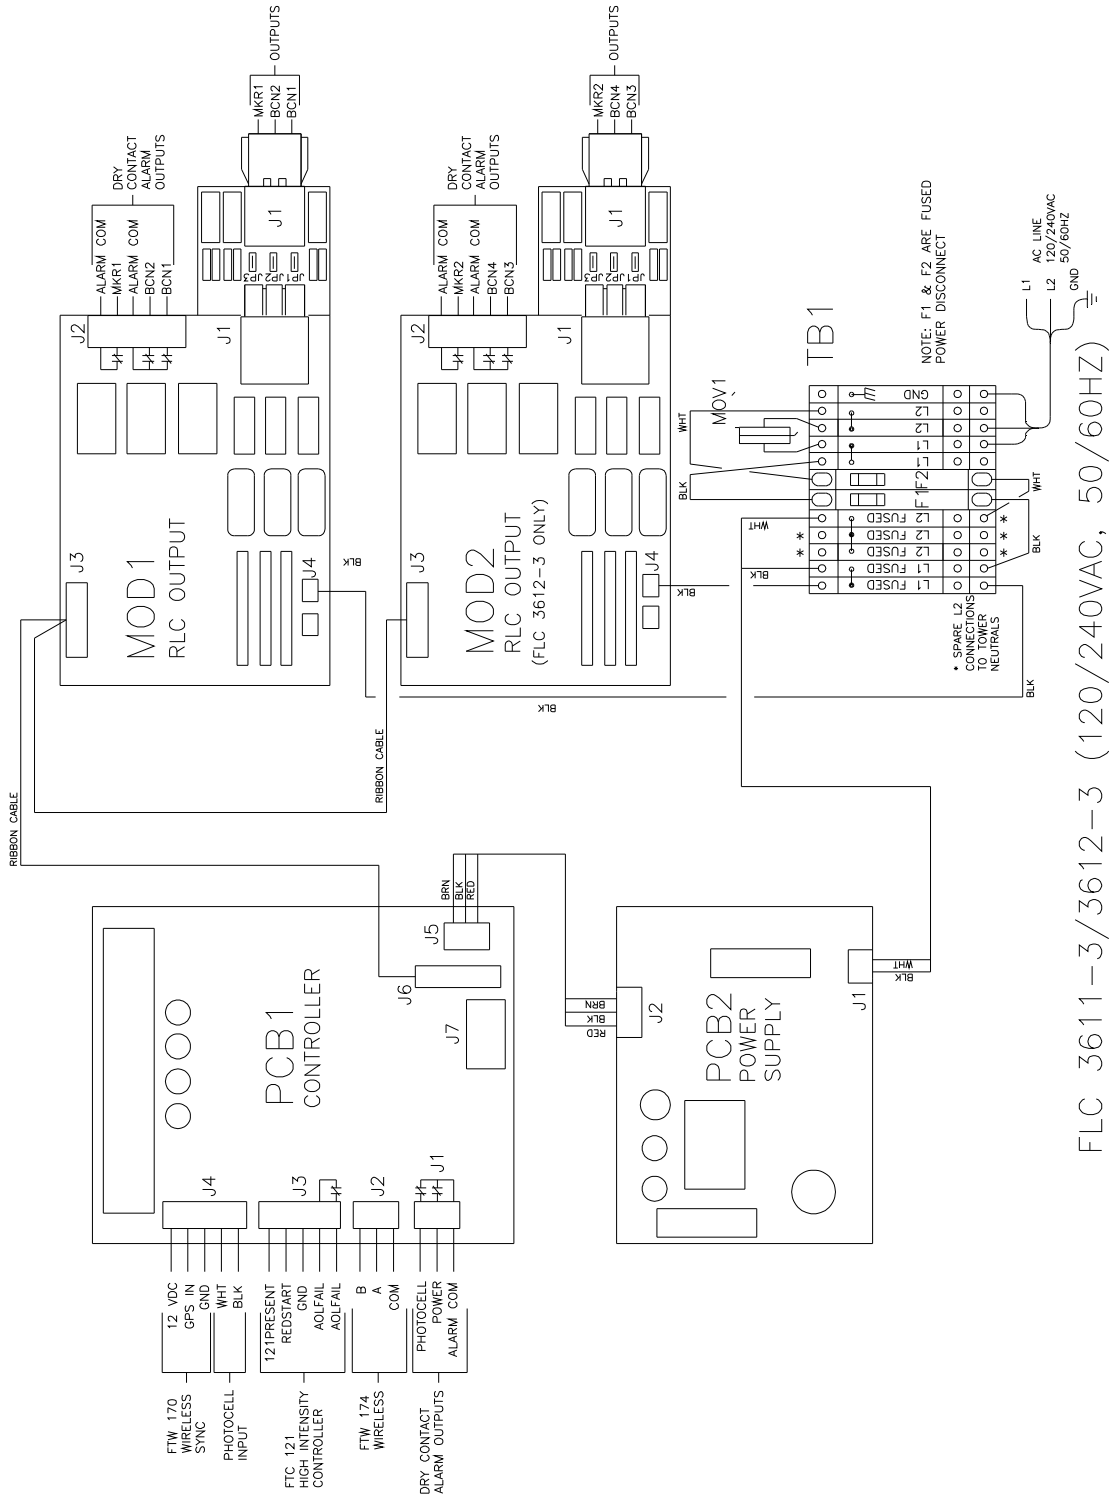 RIBBON CABLE
RIBBON CABLE
OUTPUTS
MKR1
BCN2
BCN1
DRY
CONTACT
ALARM
OUTPUTS
ALARM COM
MKR1
ALARM COM
BCN2
BCN1
J2
J1
JP3
JP2
JP1
J1
J3
MOD1
RLC OUTPUT
J4
BLK
OUTPUTS
MKR2
BCN4
BCN3
DRY
CONTACT
ALARM
OUTPUTS
ALARM COM
MKR2
ALARM COM
BCN4
BCN3
J2
J1
JP3
JP2
JP1
J1
J3
MOD2
RLC OUTPUT
(FLC 3612-3 ONLY)
J4
BLK
BLK
BLK
WHT
BLK
WHT
BLK
MOV1
TB1
NOTE: F1 & F2 ARE FUSED
POWER DISCONNECT
GND
L2
L2
L1
L1
F2
F1
L2 FUSED
L2 FUSED
L2 FUSED
L1 FUSED
L1 FUSED
*
*
*
*
*
WHT
BLK
BLK
* SPARE L2
CONNECTIONS
TO TOWER
NEUTRALS
L1
L2
GND
AC LINE
120/240VAC
50/60HZ
PCB1
CONTROLLER
J4
J3
J2
J1
J5
J6
J7
BRN
BLK
RED
12 VDC
GPS IN
GND
WHT
BLK
FTW 170
WIRELESS
SYNC
PHOTOCELL
INPUT
121PRESENT
REDSTART
GND
AOLFAIL
AOLFAIL
FTC 121
HIGH INTENSITY
CONTROLLER
B
A
COM
FTW 174
WIRELESS
PHOTOCELL
POWER
ALARM COM
DRY CONTACT
ALARM OUTPUTS
PCB2
POWER
SUPPLY
J2
BRN
BLK
RED
J1
WHT
BLK
FLC 3611-3/3612-3 (120/240VAC, 50/60HZ)